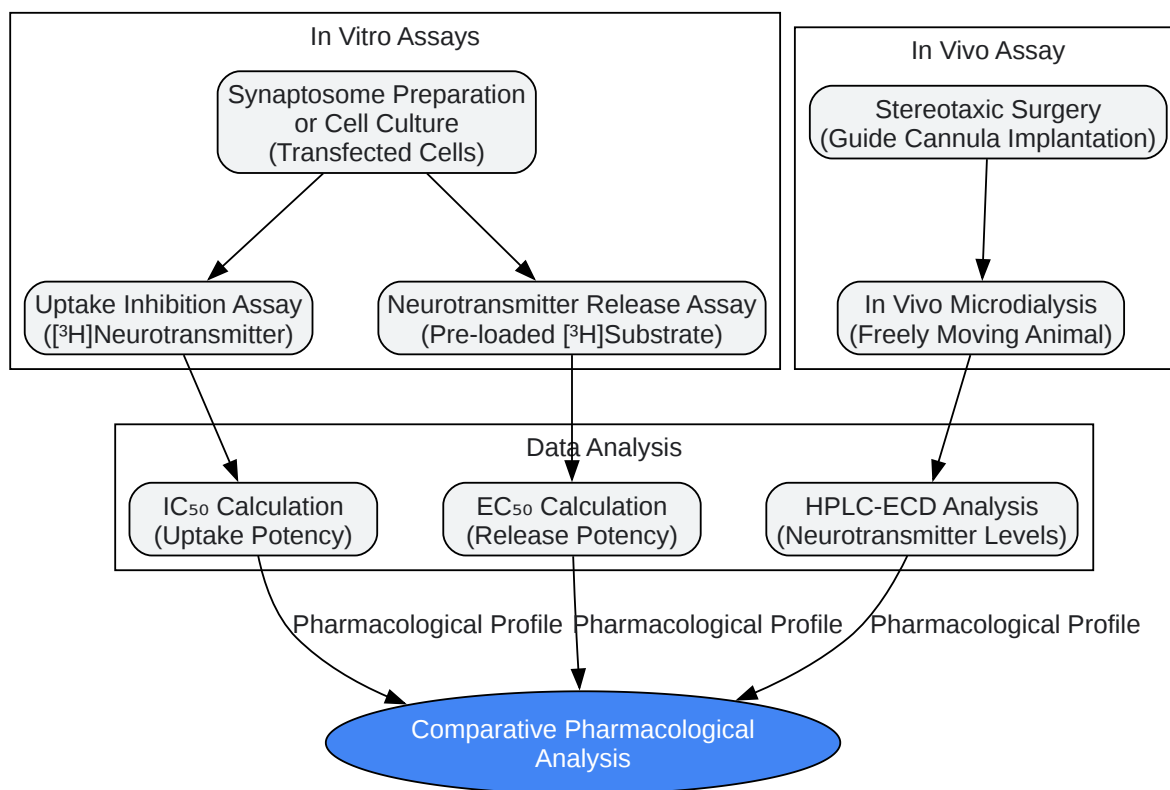 In Vitro Assays
Synaptosome Preparation
or Cell Culture
(Transfected Cells)
Uptake Inhibition Assay
([³H]Neurotransmitter)
Neurotransmitter Release Assay
(Pre-loaded [³H]Substrate)
In Vivo Assay
Stereotaxic Surgery
(Guide Cannula Implantation)
In Vivo Microdialysis
(Freely Moving Animal)
Data Analysis
IC₅₀ Calculation
(Uptake Potency)
EC₅₀ Calculation
(Release Potency)
HPLC-ECD Analysis
(Neurotransmitter Levels)
Pharmacological Profile
Pharmacological Profile
Pharmacological Profile
Comparative Pharmacological
Analysis